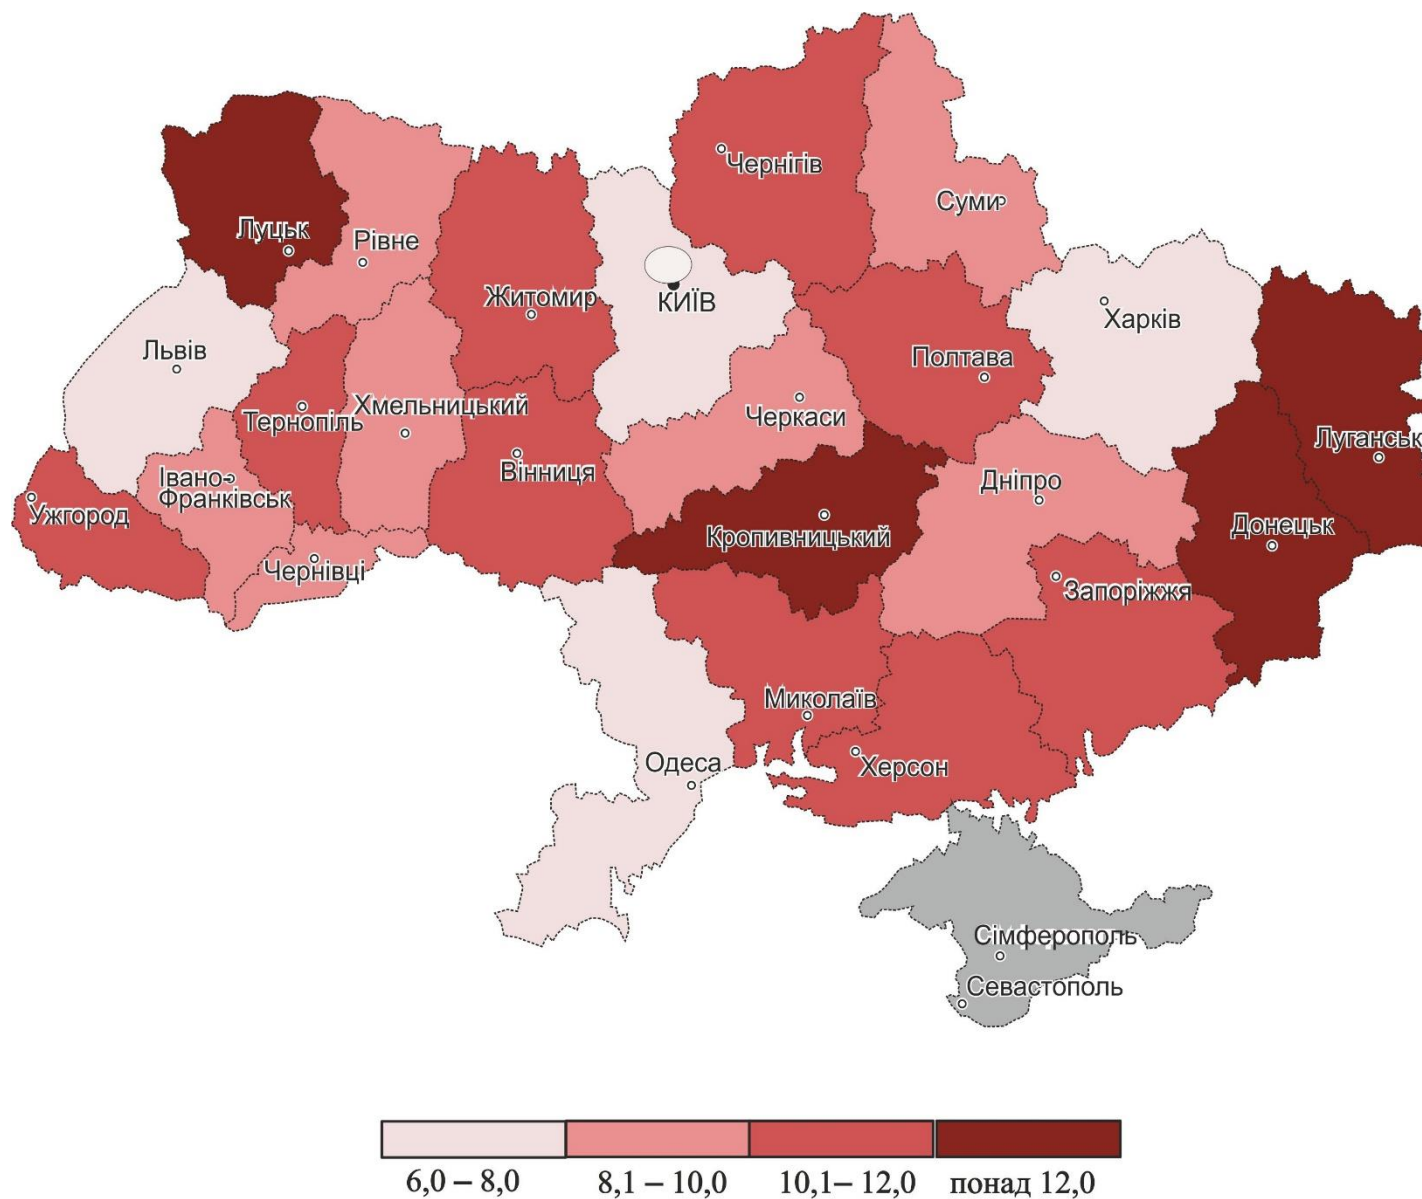 Чернігів
Суми
Луцьк
Рівне
Житомир
КИЇВ
Харків
Львів
Полтава
Тернопіль
Хмельницький
Черкаси
Луганськ
Вінниця
Івано-
Франківськ
Дніпро
Ужгород
Кропивницький
Донецьк
Чернівці
Запоріжжя
Миколаїв
Одеса
Херсон
Сімферополь
Севастополь
6,0 – 8,0
8,1 – 10,0
10,1– 12,0
понад 12,0